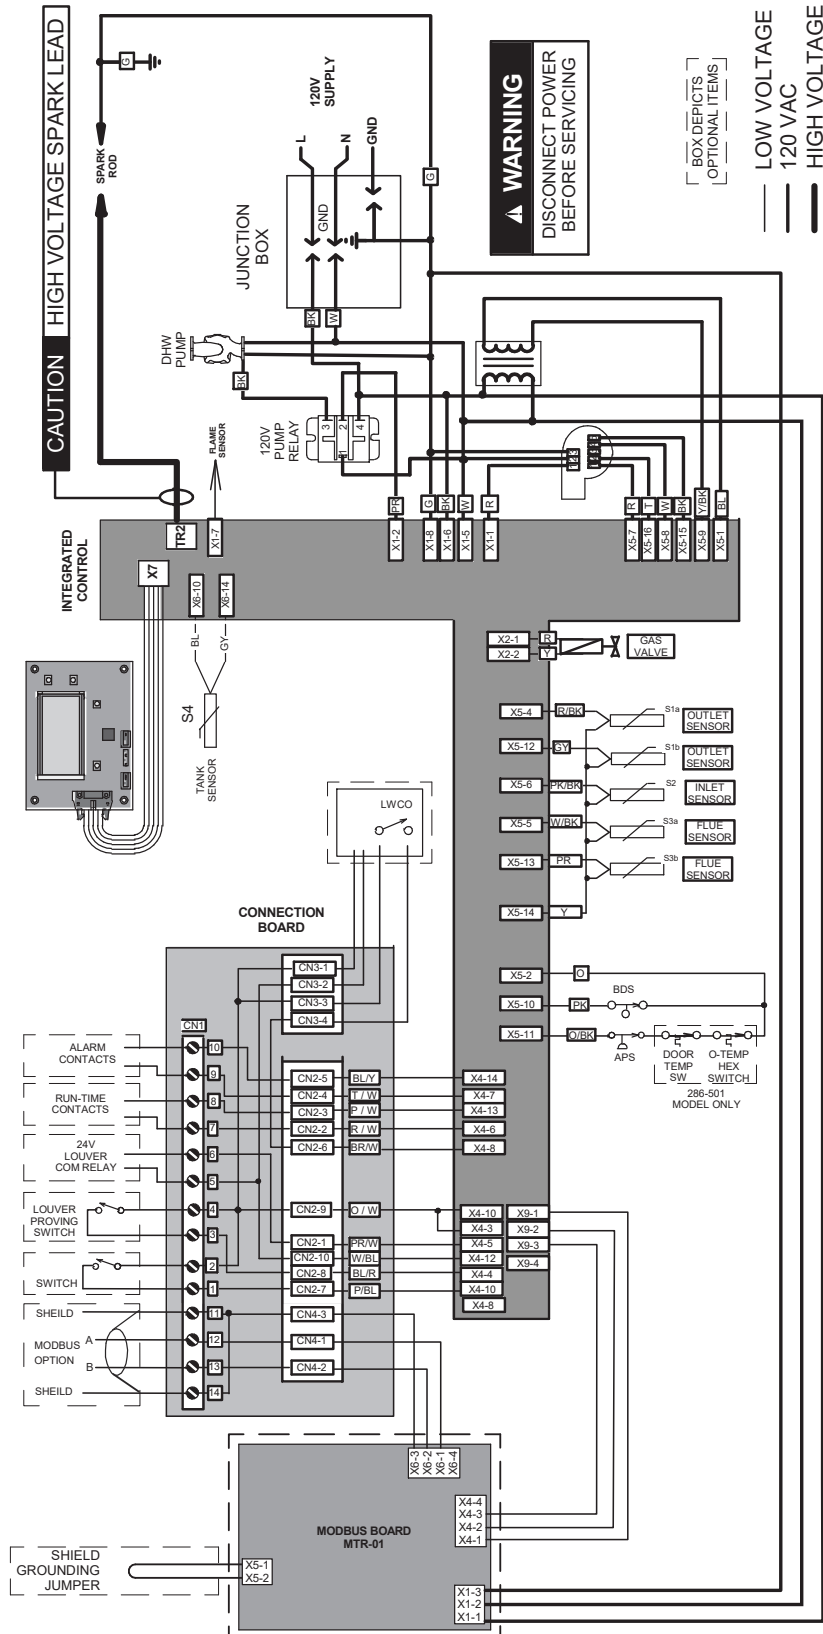 CAUTION
HIGH VOLTAGE SPARK LEAD
G
SPARK
ROD
120V
SUPPLY
L
N
GND
JUNCTION
BOX
GND
G
WARNING
DISCONNECT POWER
BEFORE SERVICING
BOX DEPICTS
OPTIONAL ITEMS
LOW VOLTAGE
120 VAC
HIGH VOLTAGE
DHW
PUMP
BK
BK
W
120V
PUMP
RELAY
3
2
4
1
FLAME
SENSOR
INTEGRATED
CONTROL
TR2
X1-7
X7
X6-10
X6-14
BL
GY
S4
TANK
SENSOR
X1-2
X1-8
X1-6
X1-5
X1-1
PR
G
BK
W
R
X5-7
X5-16
X5-8
X5-15
X5-9
X5-1
R
T
W
BK
Y/BK
BL
X2-1
R
X2-2
Y
GAS
VALVE
X5-4
R/BK
S1a
OUTLET
SENSOR
X5-12
GY
S1b
OUTLET
SENSOR
X5-6
PK/BK
S2
INLET
SENSOR
X5-5
W/BK
S3a
FLUE
SENSOR
X5-13
PR
S3b
FLUE
SENSOR
X5-14
Y
X5-2
O
X5-10
PK
BDS
X5-11
O/BK
APS
DOOR
TEMP
SW
O-TEMP
HEX
SWITCH
286-501
MODEL ONLY
LWCO
CONNECTION
BOARD
CN3-1
CN3-2
CN3-3
CN3-4
CN1
ALARM
CONTACTS
10
9
RUN-TIME
CONTACTS
8
7
24V
LOUVER
COM RELAY
6
5
LOUVER
PROVING
SWITCH
4
3
SWITCH
2
1
SHEILD
11
MODBUS
OPTION
A
12
B
13
SHEILD
14
CN2-5 BL/Y X4-14
CN2-4 T / W X4-7
CN2-3 P / W X4-13
CN2-2 R / W X4-6
CN2-6 BR/W X4-8
CN2-9 O / W X4-10 X9-1
X4-3 X9-2
CN2-1 PR/W X4-5 X9-3
CN2-10 W/BL X4-12 X9-4
CN2-8 BL/R X4-4
CN2-7 P/BL X4-10
X4-8
CN4-3
CN4-1
CN4-2
X6-3
X6-2
X6-1
X6-4
MODBUS BOARD
MTR-01
X4-4
X4-3
X4-2
X4-1
SHIELD
GROUNDING
JUMPER
X5-1
X5-2
X1-3
X1-2
X1-1